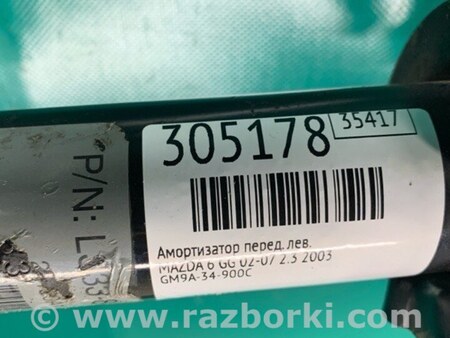 305178
35417
Амортизатор перед. лев.
MAZDA 6 GG 02-07 2.3 2003
GM9A-34-900C
P/N:
www.razborki.com